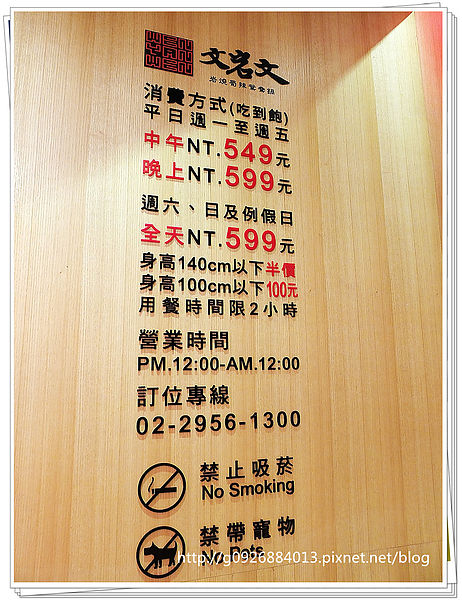 文岩文
消費方式(吃到飽)
平日週一至週五
中午NT.549元
晚上NT.599元
週六、日及例假日
全天NT.599元
身高140cm以下半價
身高100cm以下100元
用餐時間限2小時
營業時間
PM.12:00-AM.12:00
訂位專線
02-2956-1300
禁止吸菸
No Smoking
禁帶寵物
No Pets
http://g0926884013.pixnet.net/blog